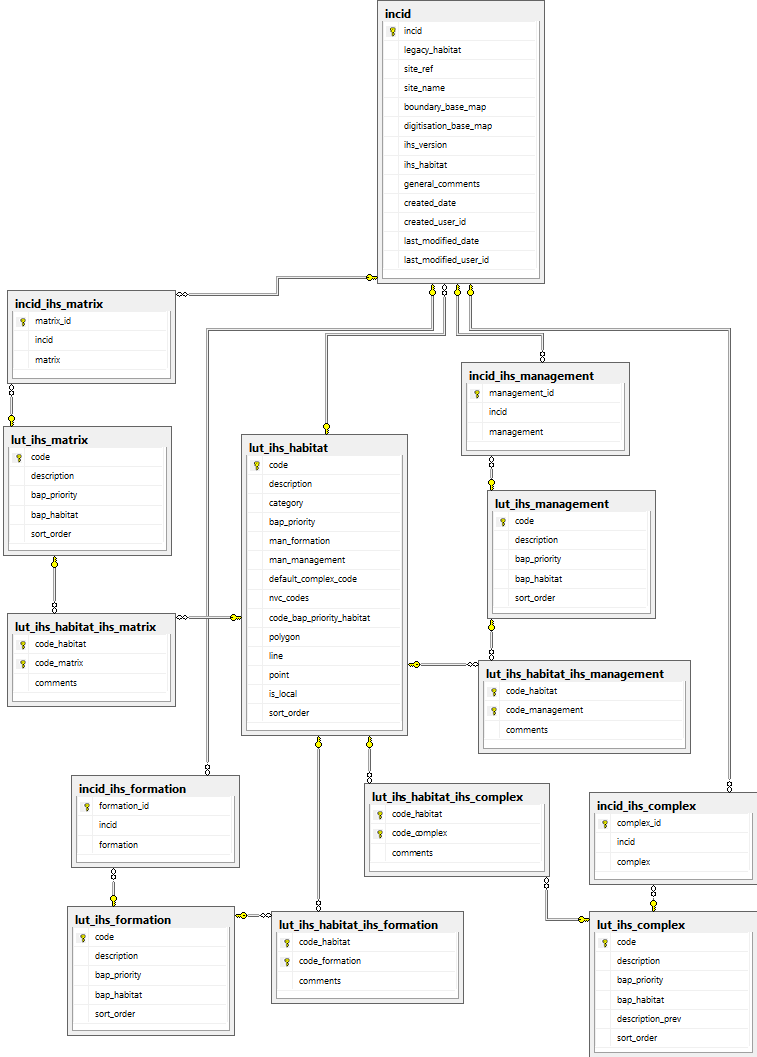 incid
incid
legacy_habitat
site_ref
site_name
boundary_base_map
digitisation_base_map
ihs_version
ihs_habitat
general_comments
created_date
created_user_id
last_modified_date
last_modified_user_id
incid_ihs_matrix
matrix_id
incid
matrix
incid_ihs_management
management_id
incid
management
lut_ihs_matrix
code
description
bap_priority
bap_habitat
sort_order
lut_ihs_habitat
code
description
category
bap_priority
man_formation
man_management
default_complex_code
nvc_codes
code_bap_priority_habitat
polygon
line
point
is_local
sort_order
lut_ihs_management
code
description
bap_priority
bap_habitat
sort_order
lut_ihs_habitat_ihs_matrix
code_habitat
code_matrix
comments
lut_ihs_habitat_ihs_management
code_habitat
code_management
comments
incid_ihs_formation
formation_id
incid
formation
lut_ihs_habitat_ihs_complex
code_habitat
code_complex
comments
incid_ihs_complex
complex_id
incid
complex
lut_ihs_formation
code
description
bap_priority
bap_habitat
sort_order
lut_ihs_habitat_ihs_formation
code_habitat
code_formation
comments
lut_ihs_complex
code
description
bap_priority
bap_habitat
description_prev
sort_order